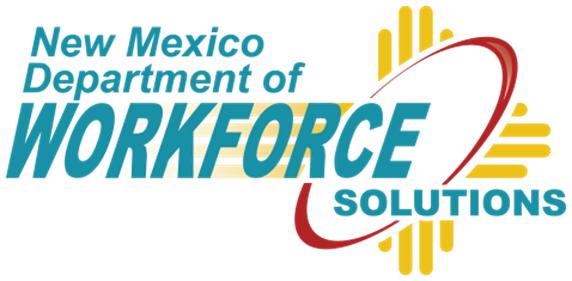 New Mexico
Department of
WORKFORCE
SOLUTIONS